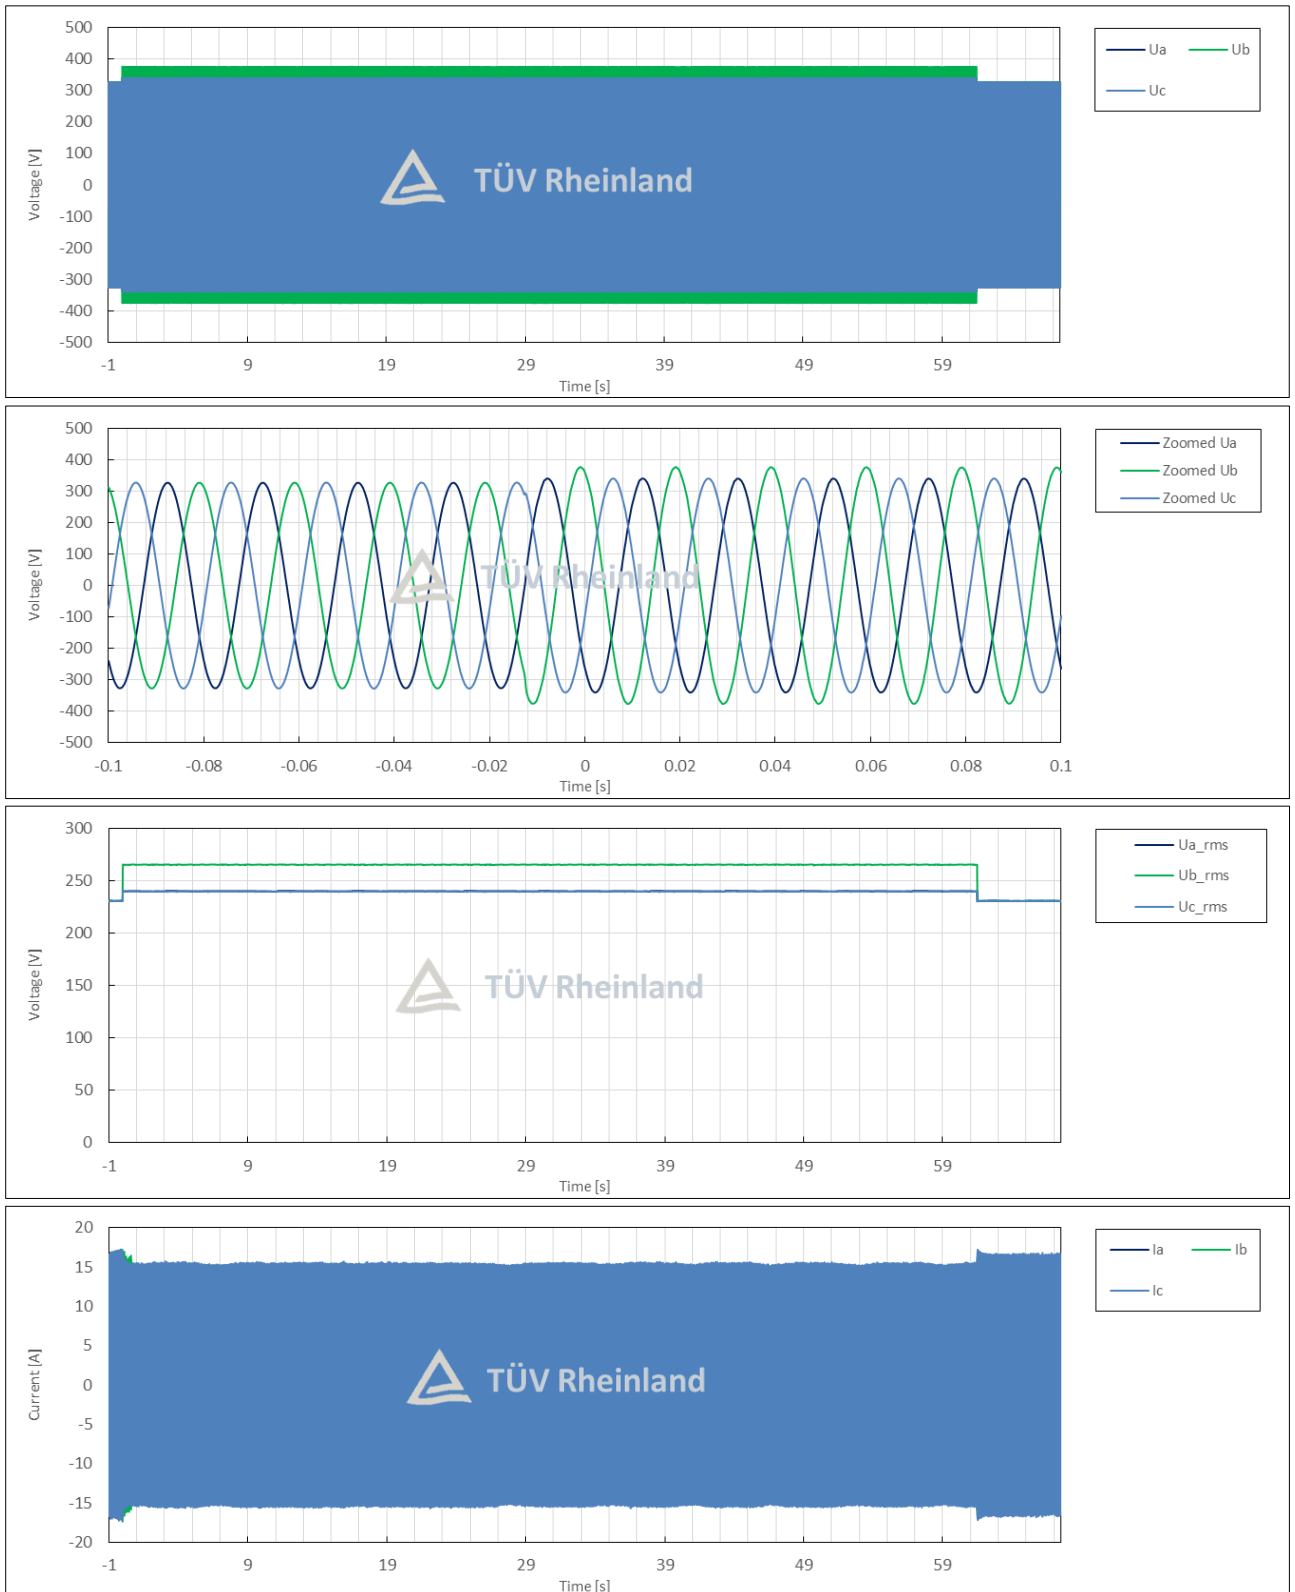 500
400
300
200
100
0
-100
-200
-300
-400
-500
Voltage [V]
-1 9 19 29 39 49 59
Time [s]
Ua Ub
Uc
TÜV Rheinland
500
400
300
200
100
0
-100
-200
-300
-400
-500
Voltage [V]
-0.1 -0.08 -0.06 -0.04 -0.02 0 0.02 0.04 0.06 0.08 0.1
Time [s]
Zoomed Ua
Zoomed Ub
Zoomed Uc
TÜV Rheinland
300
250
200
150
100
50
0
Voltage [V]
-1 9 19 29 39 49 59
Time [s]
Ua_rms
Ub_rms
Uc_rms
TÜV Rheinland
20
15
10
5
0
-5
-10
-15
-20
Current [A]
-1 9 19 29 39 49 59
Time [s]
Ia Ib
Ic
TÜV Rheinland